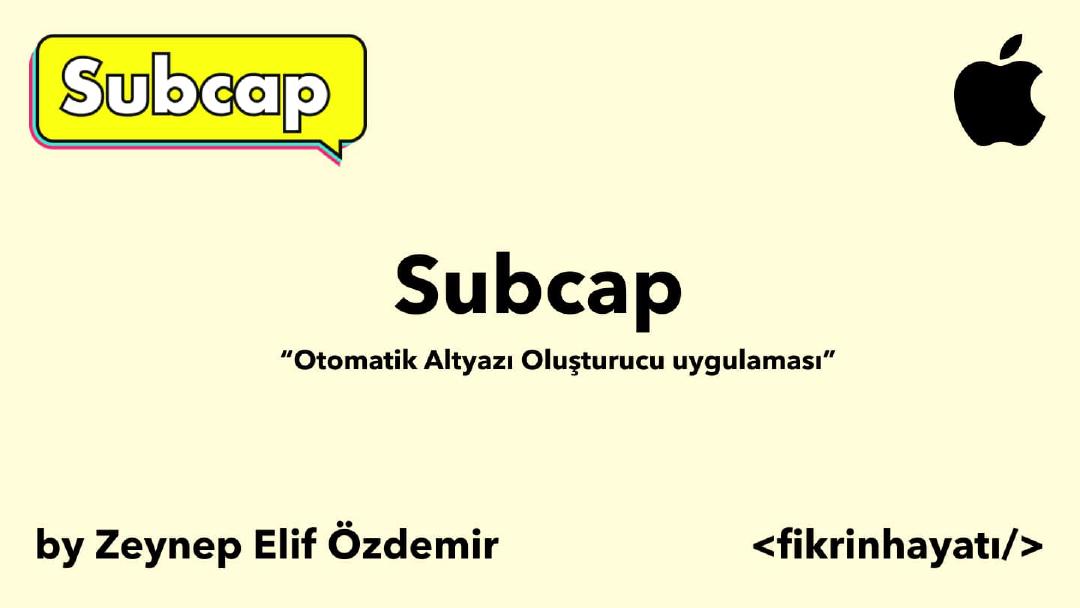 Subcap
Subcap
“Otomatik Altyazı Oluşturucu uygulaması”
by Zeynep Elif Özdemir
<fikrinhayatı/>